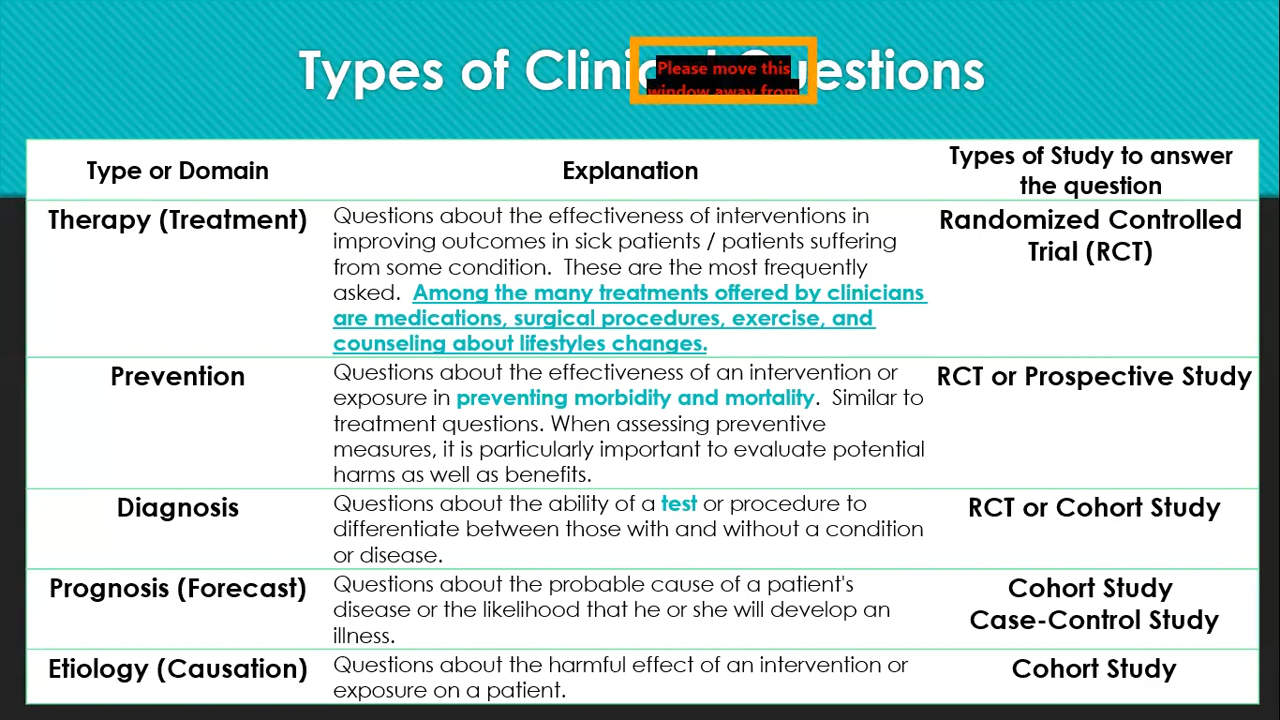 Types of Clinical Questions
Please move this
window away from
Type or Domain
Explanation
Types of Study to answer
the question
Therapy (Treatment)
Questions about the effectiveness of interventions in
improving outcomes in sick patients / patients suffering
from some condition. These are the most frequently
asked. Among the many treatments offered by clinicians
are medications, surgical procedures, exercise, and
counseling about lifestyles changes.
Randomized Controlled
Trial (RCT)
Prevention
Questions about the effectiveness of an intervention or
exposure in preventing morbidity and mortality. Similar to
treatment questions. When assessing preventive
measures, it is particularly important to evaluate potential
harms as well as benefits.
RCT or Prospective Study
Diagnosis
Questions about the ability of a test or procedure to
differentiate between those with and without a condition
or disease.
RCT or Cohort Study
Prognosis (Forecast)
Questions about the probable cause of a patient's
disease or the likelihood that he or she will develop an
illness.
Cohort Study
Case-Control Study
Etiology (Causation)
Questions about the harmful effect of an intervention or
exposure on a patient.
Cohort Study